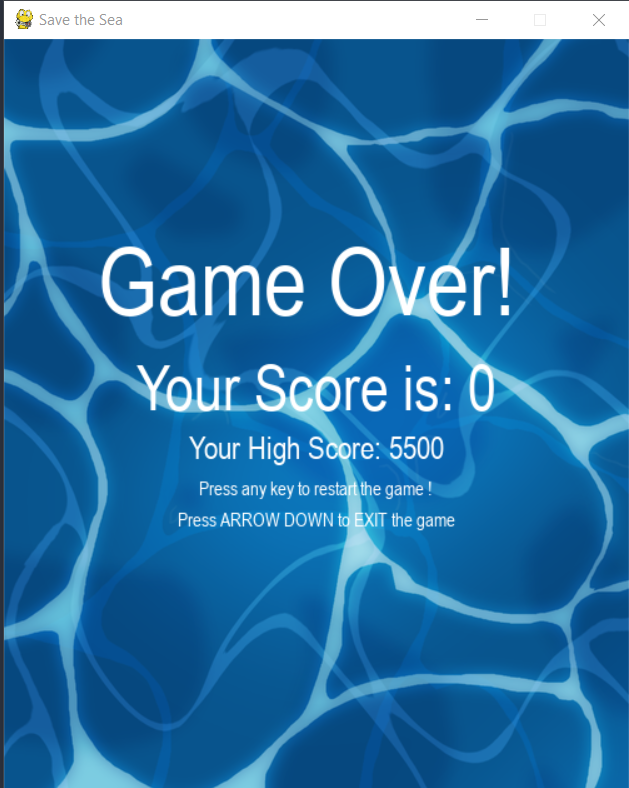 Save the Sea
Game Over!
Your Score is: 0
Your High Score: 5500
Press any key to restart the game !
Press ARROW DOWN to EXIT the game